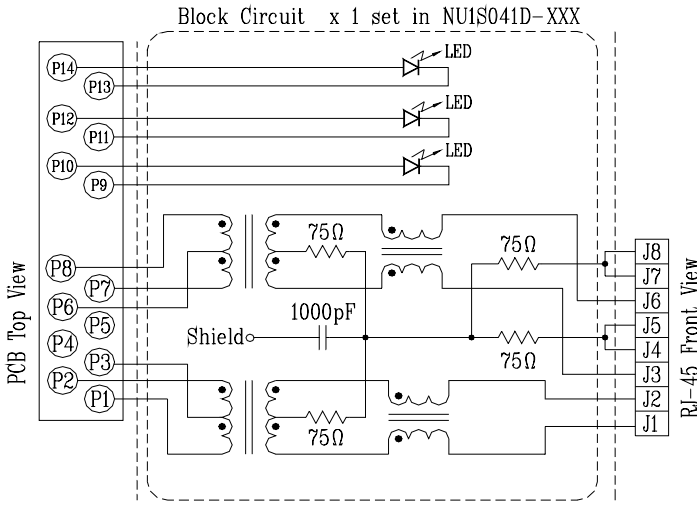 Block Circuit x 1 set in NU1S041D-XXX
P14
LED
P13
P12
LED
P11
P10
LED
P9
75Ω
75Ω
J8
P8
J7
P7
J6
P6
1000pF
P5
J5
Shield
P4
J4
P3
75Ω
J3
P2
J2
P1
J1
75Ω
PCB Top View
RJ-45 Front View